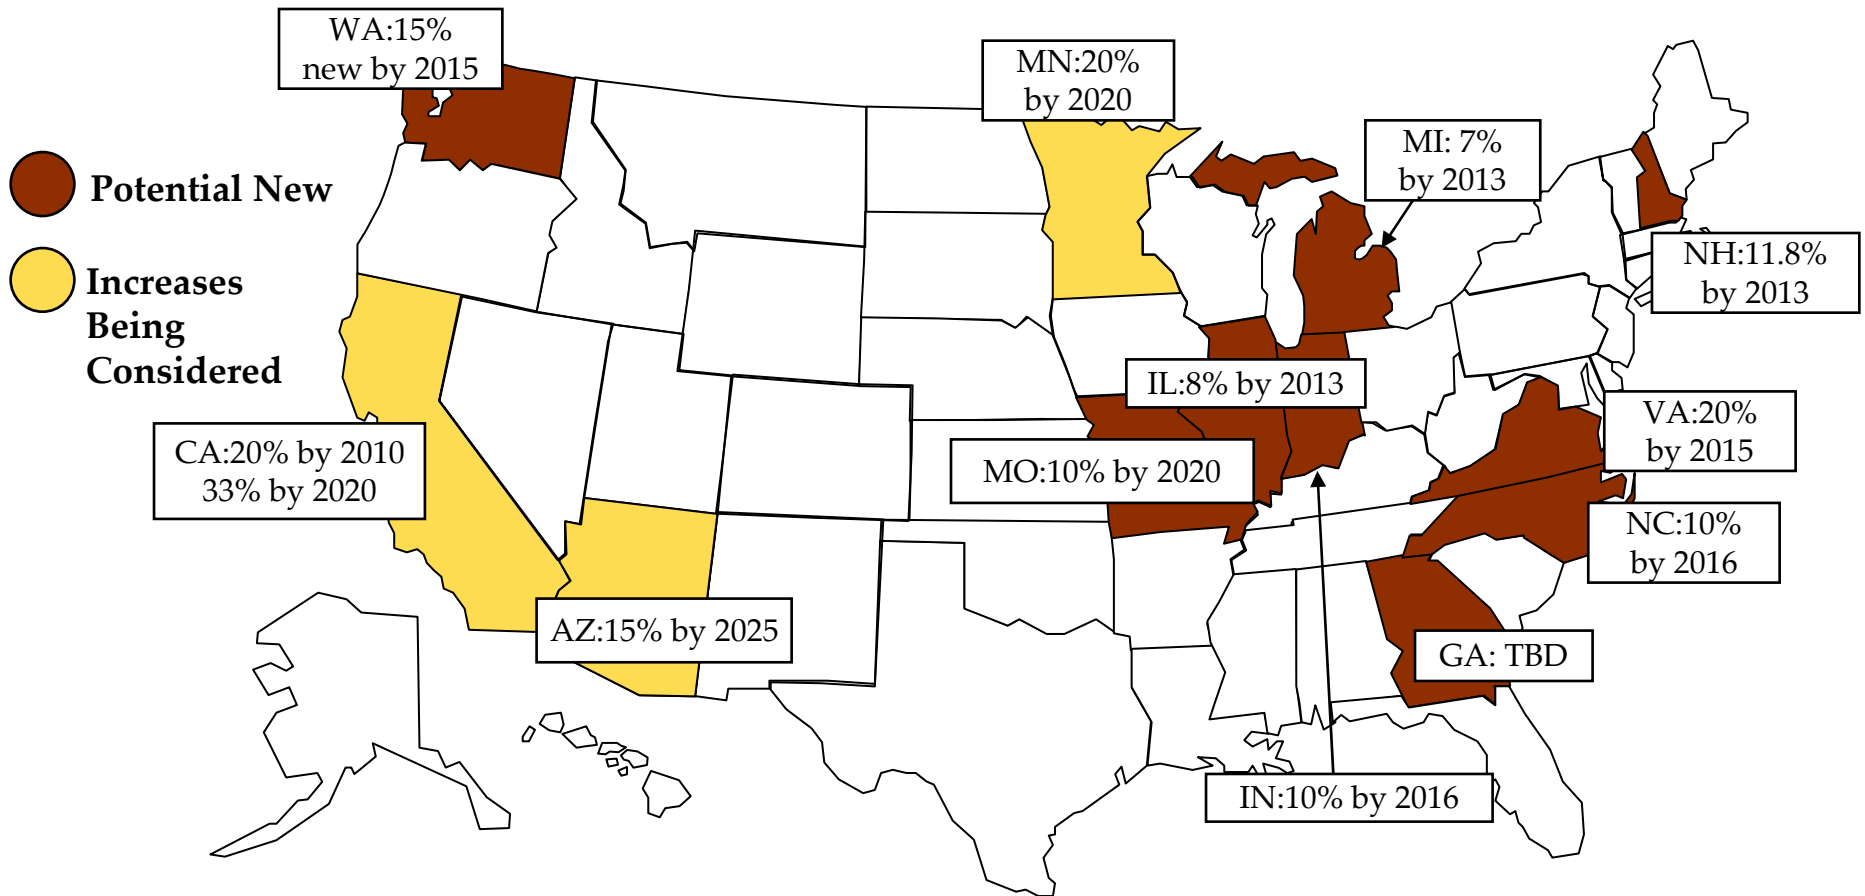 WA:15%
new by 2015
MN:20%
by 2020
MI: 7%
by 2013
Potential New
NH:11.8%
by 2013
Increases
Being
Considered
IL:8% by 2013
VA:20%
by 2015
CA:20% by 2010
33% by 2020
MO:10% by 2020
NC:10%
by 2016
AZ:15% by 2025
GA: TBD
IN:10% by 2016